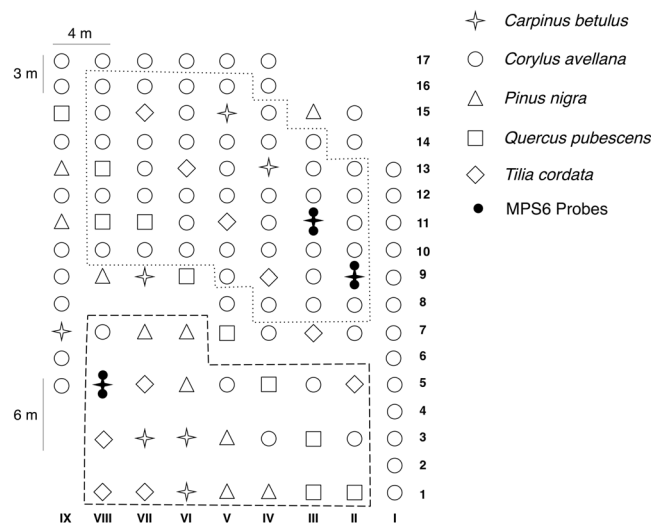 4 m
3 m
6 m
Carpinus betulus
Corylus avellana
Pinus nigra
Quercus pubescens
Tilia cordata
MPS6 Probes
17
16
15
14
13
12
11
10
9
8
7
6
5
4
3
2
1
IX VIII VII VI V IV III II I